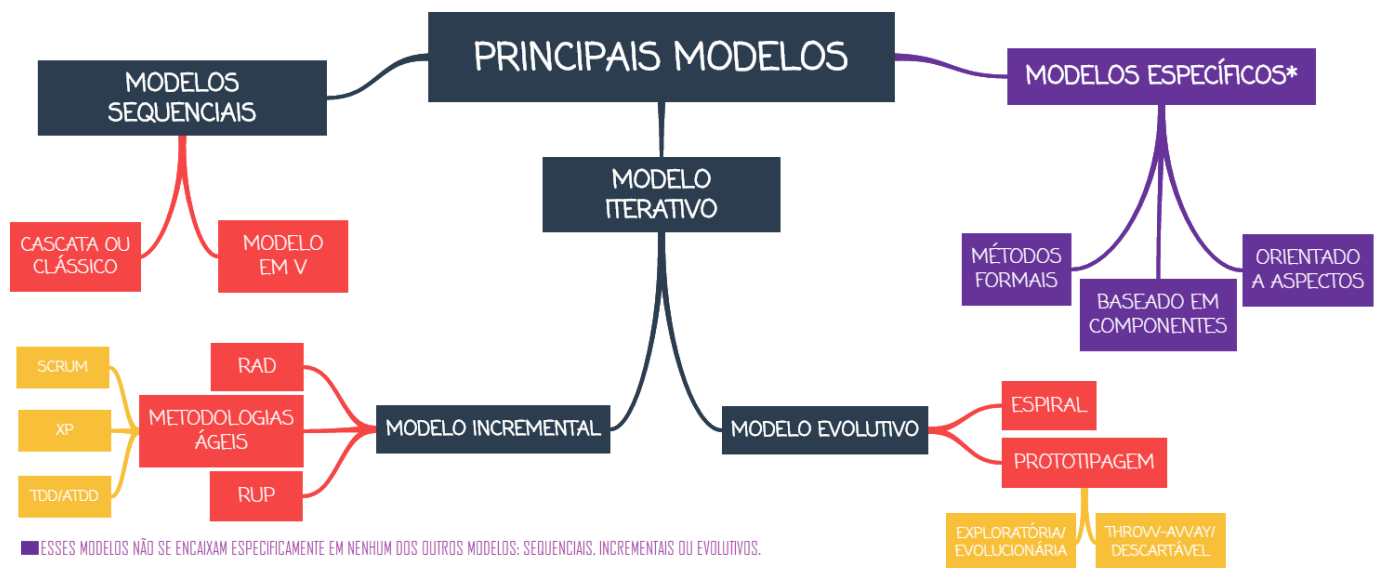 PRINCIPAIS MODELOS
MODELOS
SEQUENCIAIS
MODELOS ESPECÍFICOS*
MODELO
ITERATIVO
CASCATA OU
CLÁSSICO
MODELO
EM V
MÉTODOS
FORMAIS
BASEADO EM
COMPONENTES
ORIENTADO
A ASPECTOS
SCRUM
XP
TDD/ATDD
METODOLOGIAS
ÁGEIS
RAD
RUP
MODELO INCREMENTAL
MODELO EVOLUTIVO
ESPIRAL
PROTOTIPAGEM
EXPLORATÓRIA/
EVOLUCIONÁRIA
THROW-AWAY/
DESCARTÁVEL
ESSES MODELOS NÃO SE ENCAIXAM ESPECIFICAMENTE EM NENHUM DOS OUTROS MODELOS: SEQUENCIAIS, INCREMENTAIS OU EVOLUTIVOS.